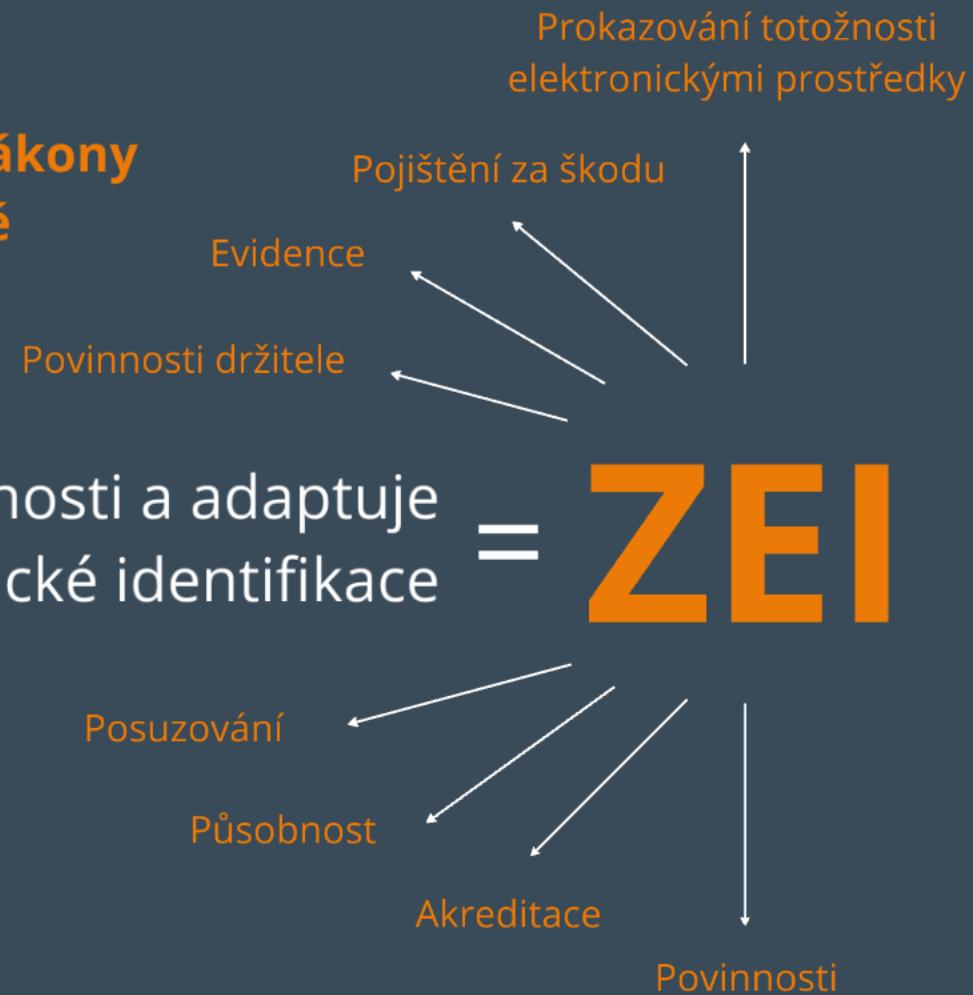 Prokazování totožnosti
elektronickými prostředky
ákony
Pojištění za škodu
é
Evidence
Povinnosti držitele
nosti a adaptuje
cké identifikace
= ZEI
Posuzování
Působnost
Akreditace
Povinnosti